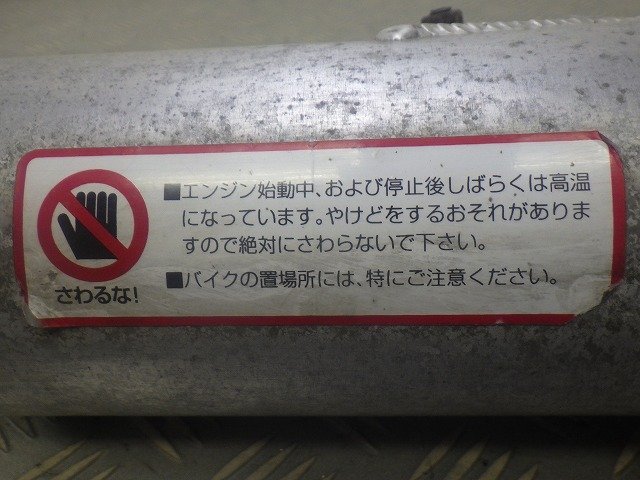 ■エンジン始動中、および停止後しばらくは高温
になっています。やけどをするおそれがありま
すので絶対にさわらないで下さい。
■バイクの置場所には、特にご注意ください。
さわるな!